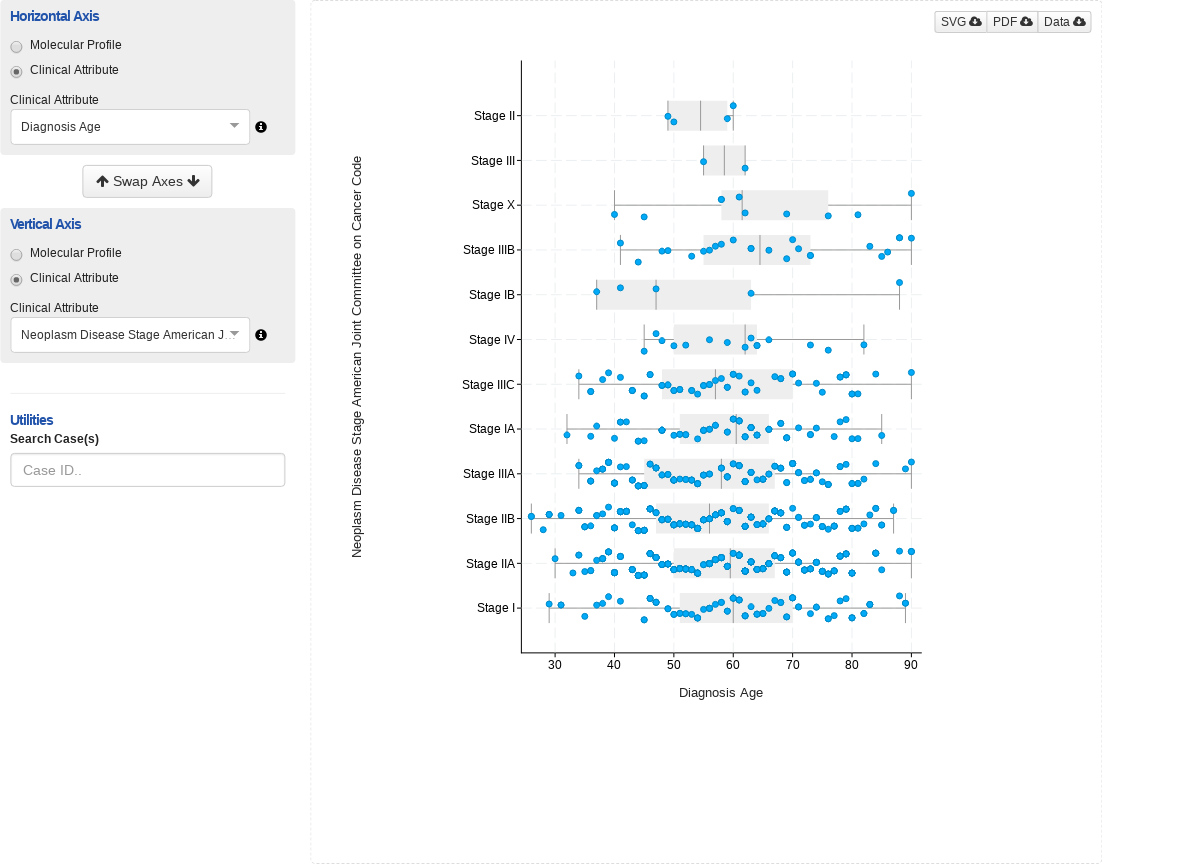 Horizontal Axis
Molecular Profile
Clinical Attribute
Clinical Attribute
Diagnosis Age
Swap Axes
Vertical Axis
Molecular Profile
Clinical Attribute
Clinical Attribute
Neoplasm Disease Stage American J...
Utilities
Search Case(s)
Case ID..
SVG
PDF
Data
Neoplasm Disease Stage American Joint Committee on Cancer Code
Stage II
Stage III
Stage X
Stage IIIB
Stage IB
Stage IV
Stage IIIC
Stage IA
Stage IIIA
Stage IIB
Stage IIA
Stage I
30 40 50 60 70 80 90
Diagnosis Age